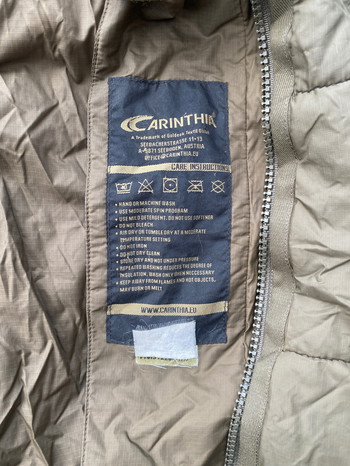 CARINTHIA
A Trademark of Goldeck Textil GmbH
SEEBACHERSTRASSE 11-13
A-9871 SEEBODEN, AUSTRIA
OFFICE@CARINTHIA.EU
CARE INSTRUCTIONS
• HAND OR MACHINE WASH
• USE MODERATE SPIN PROGRAM
• USE MILD DETERGENT. DO NOT USE SOFTENER
• DO NOT BLEACH
• AIR DRY OR TUMBLE DRY AT A MODERATE
TEMPERATURE SETTING
• DO NOT IRON
• DO NOT DRY CLEAN
• STORE DRY AND NOT UNDER PRESSURE
• REPEATED WASHING REDUCES THE DEGREE OF
INSULATION, WASH ONLY WHEN NECESSARY
• KEEP AWAY FROM FLAMES AND HOT OBJECTS,
MAY BURN OR MELT
WWW.CARINTHIA.EU